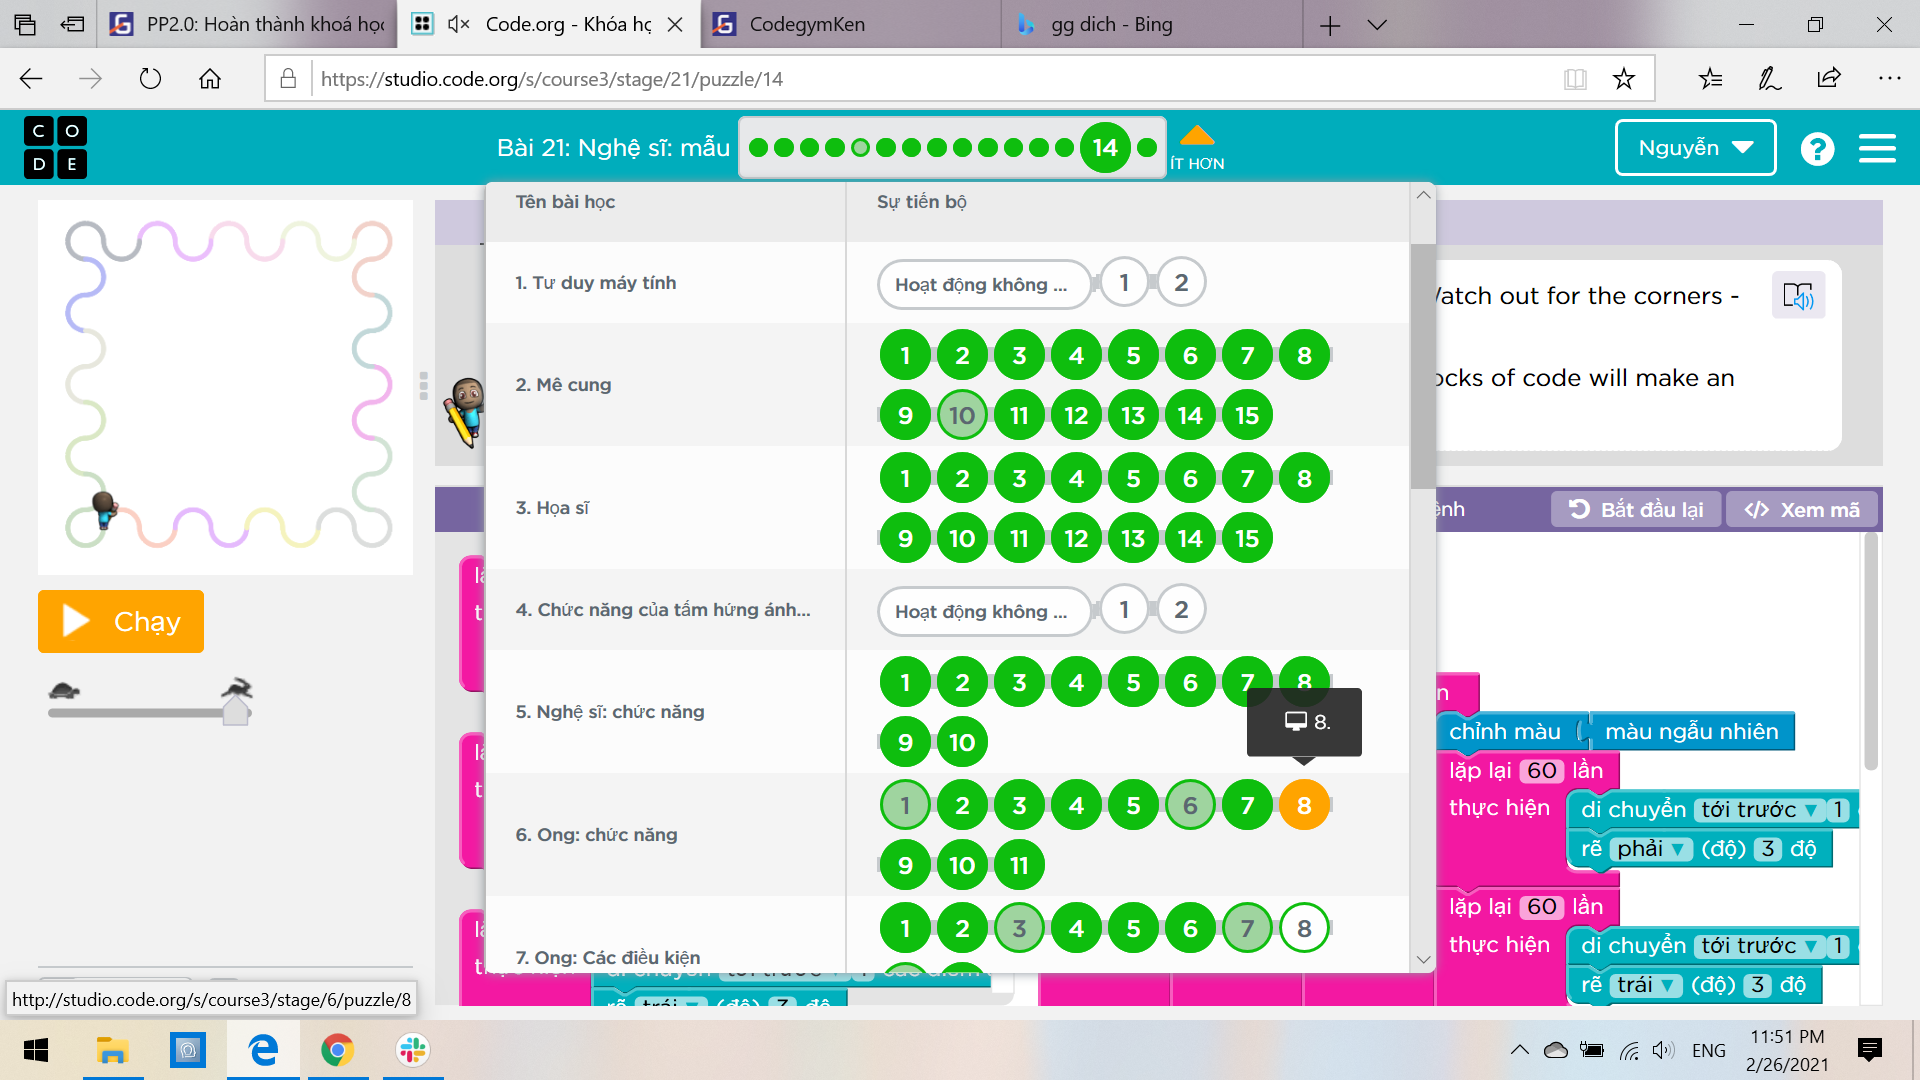 PP2.0: Hoàn thành khoá học
Code.org - Khóa họ
CodegymKen
gg dich - Bing
https://studio.code.org/s/course3/stage/21/puzzle/14
C O
D E
Bài 21: Nghệ sĩ: mẫu
14
ÍT HƠN
Nguyễn
?
Tên bài học
Sự tiến bộ
1. Tư duy máy tính
Hoạt động không ...
1 2
2. Mê cung
1 2 3 4 5 6 7 8
9 10 11 12 13 14 15
3. Họa sĩ
1 2 3 4 5 6 7 8
9 10 11 12 13 14 15
4. Chức năng của tấm hứng ánh...
Hoạt động không ...
1 2
5. Nghệ sĩ: chức năng
1 2 3 4 5 6 7 8
9 10
8.
6. Ong: chức năng
1 2 3 4 5 6 7 8
9 10 11
7. Ong: Các điều kiện
1 2 3 4 5 6 7 8
Watch out for the corners -
ocks of code will make an
Chạy
ệnh
Bắt đầu lại
</> Xem mã
chỉnh màu
màu ngẫu nhiên
lặp lại 60 lần
thực hiện
di chuyển tới trước 1
rẽ phải (độ) 3 độ
lặp lại 60 lần
thực hiện
di chuyển tới trước 1
rẽ trái (độ) 3 độ
rẽ trái (độ) 3 độ
http://studio.code.org/s/course3/stage/6/puzzle/8
ENG
11:51 PM
2/26/2021